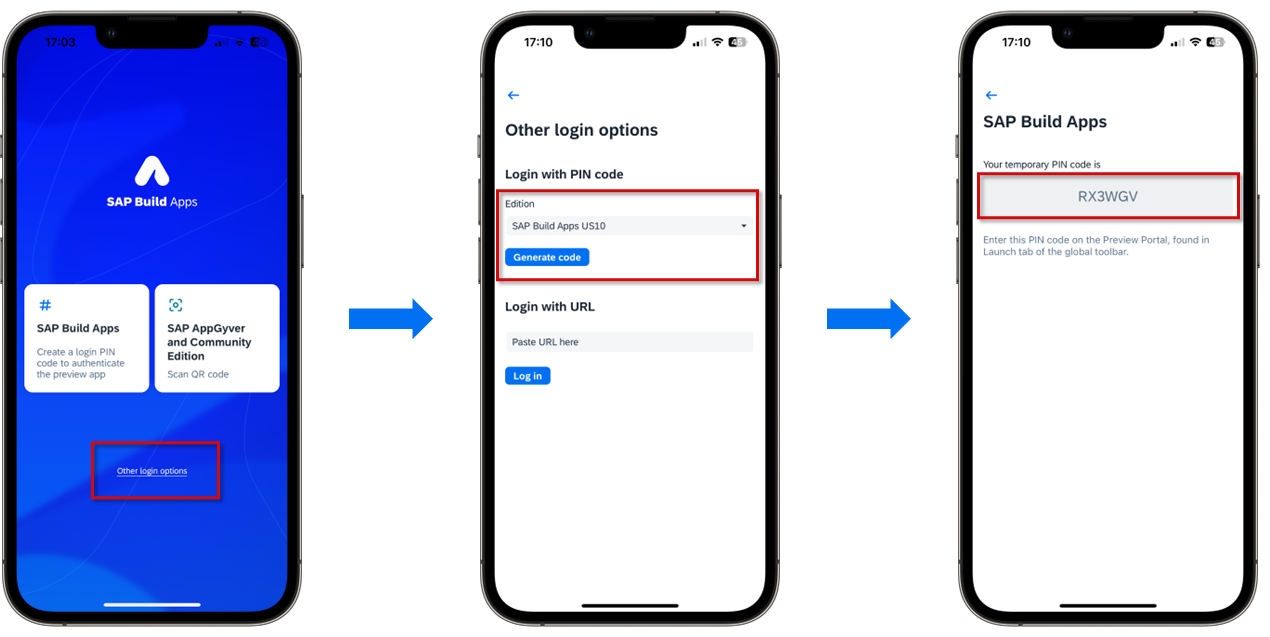 17:03
SAP Build Apps
SAP Build Apps
Create a login PIN
code to authenticate
the preview app
SAP AppGyver
and Community
Edition
Scan QR code
Other login options
17:10
45
Other login options
Login with PIN code
Edition
SAP Build Apps US10
Generate code
Login with URL
Paste URL here
Log in
17:10
45
SAP Build Apps
Your temporary PIN code is
RX3WGV
Enter this PIN code on the Preview Portal, found in
Launch tab of the global toolbar.